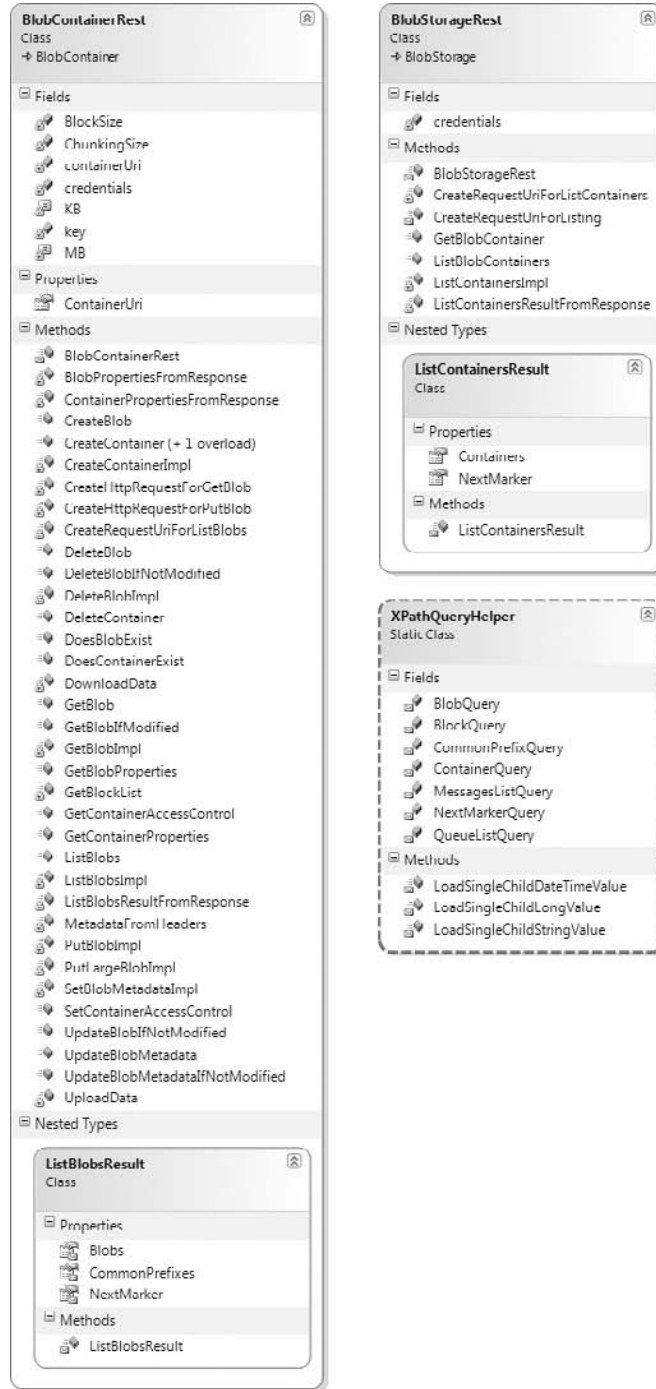 BlobContainerRest
Class
BlobContainer
Fields
BlockSize
ChunkingSize
containerUri
credentials
KB
key
MB
Properties
ContainerUri
Methods
BlobContainerRest
BlobPropertiesFromResponse
ContainerPropertiesFromResponse
CreateBlob
CreateContainer (+ 1 overload)
CreateContainerImpl
CreateHttpRequestForGetBlob
CreateHttpRequestForPutBlob
CreateRequestUriForListBlobs
DeleteBlob
DeleteBlobIfNotModified
DeleteBlobImpl
DeleteContainer
DoesBlobExist
DoesContainerExist
DownloadData
GetBlob
GetBlobIfModified
GetBlobImpl
GetBlobProperties
GetBlockList
GetContainerAccessControl
GetContainerProperties
ListBlobs
ListBlobsImpl
ListBlobsResultFromResponse
MetadataFromHeaders
PutBlobImpl
PutLargeBlobImpl
SetBlobMetadataImpl
SetContainerAccessControl
UpdateBlobIfNotModified
UpdateBlobMetadata
UpdateBlobMetadataIfNotModified
UploadData
Nested Types
ListBlobsResult
Class
Properties
Blobs
CommonPrefixes
NextMarker
Methods
ListBlobsResult
BlobStorageRest
Class
BlobStorage
Fields
credentials
Methods
BlobStorageRest
CreateRequestUriForListContainers
CreateRequestUriForListing
GetBlobContainer
ListBlobContainers
ListContainersImpl
ListContainersResultFromResponse
Nested Types
ListContainersResult
Class
Properties
Containers
NextMarker
Methods
ListContainersResult
XPathQueryHelper
Static Class
Fields
BlobQuery
BlockQuery
CommonPrefixQuery
ContainerQuery
MessagesListQuery
NextMarkerQuery
QueueListQuery
Methods
LoadSingleChildDateTimeValue
LoadSingleChildLongValue
LoadSingleChildStringValue